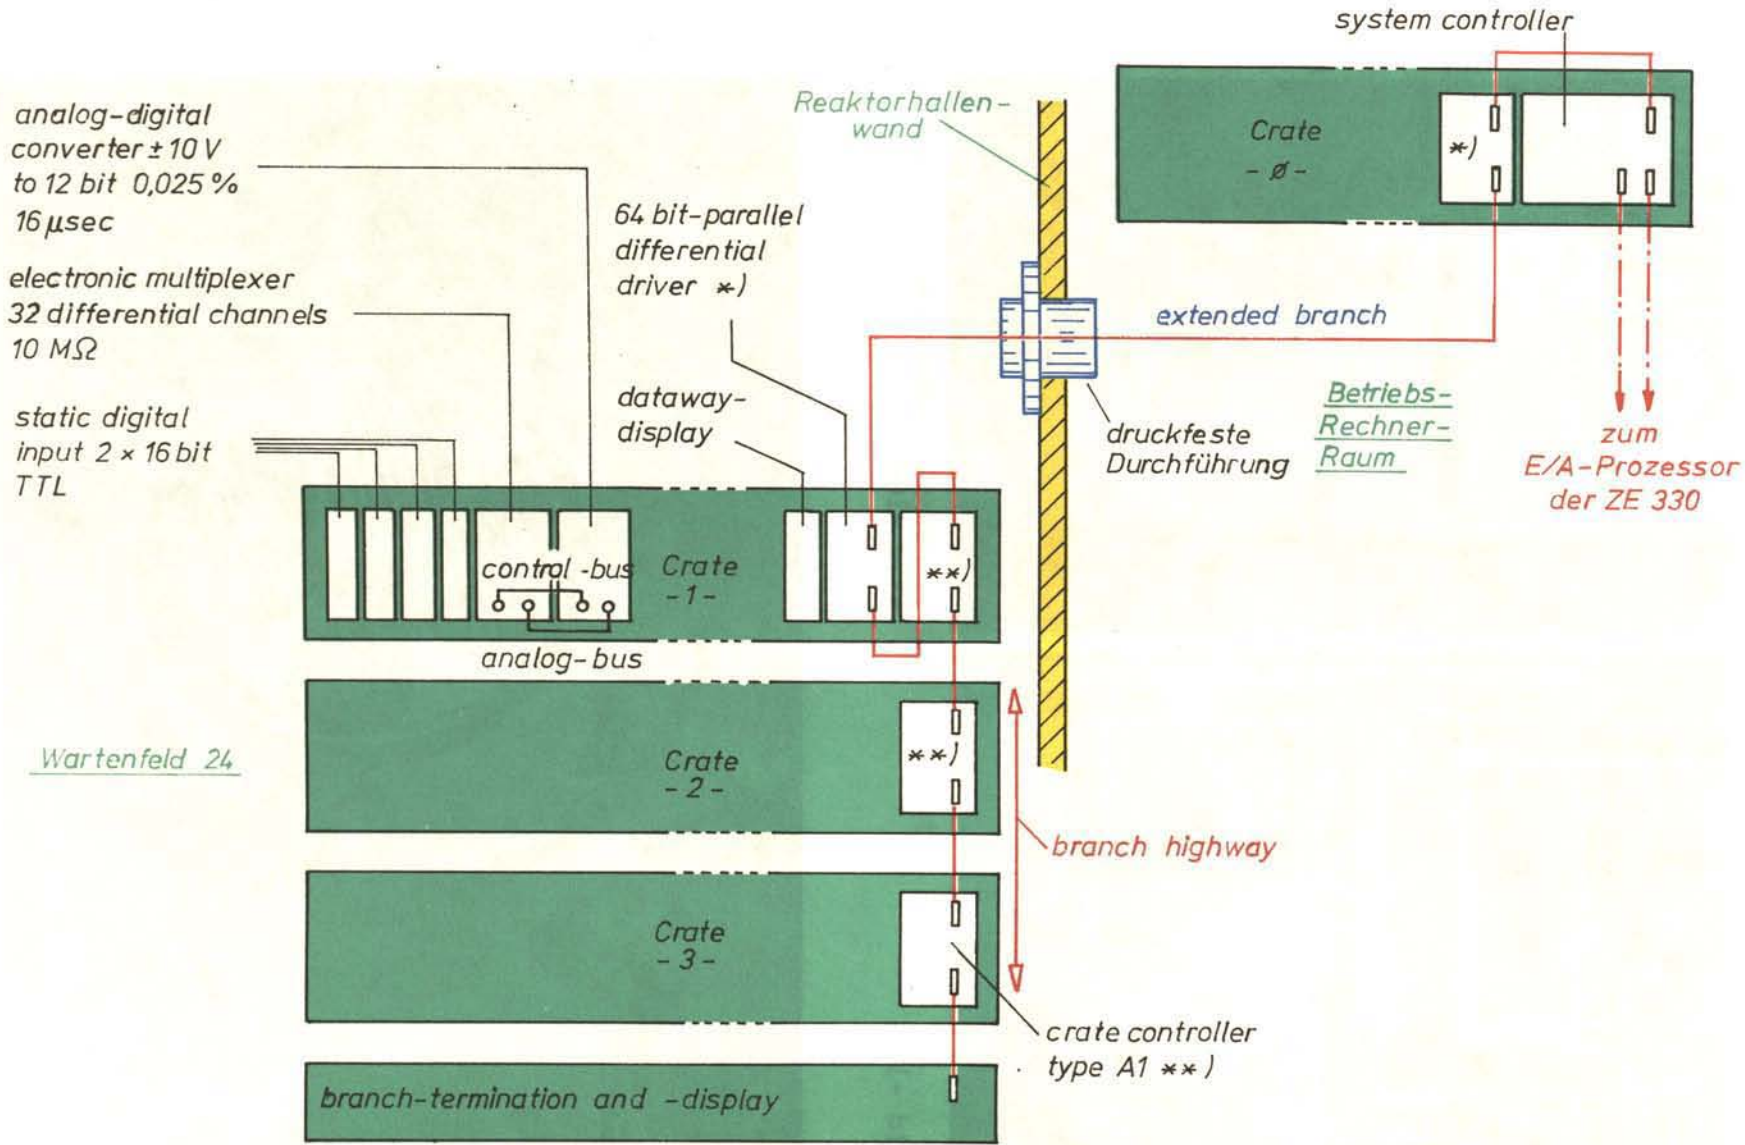 system controller
analog-digital
converter ± 10 V
to 12 bit 0,025 %
16 µsec
electronic multiplexer
32 differential channels
10 MΩ
static digital
input 2 × 16 bit
TTL
64 bit-parallel
differential
driver *)
dataway-
display
Reaktorhallen-
wand
Crate
- ø -
*)
extended branch
druckfeste
Durchführung
Betriebs-
Rechner-
Raum
zum
E/A-Prozessor
der ZE 330
control -bus
Crate
- 1 -
**)
analog-bus
Wartenfeld 24
Crate
- 2 -
**)
branch highway
Crate
- 3 -
crate controller
type A1 **)
branch-termination and -display